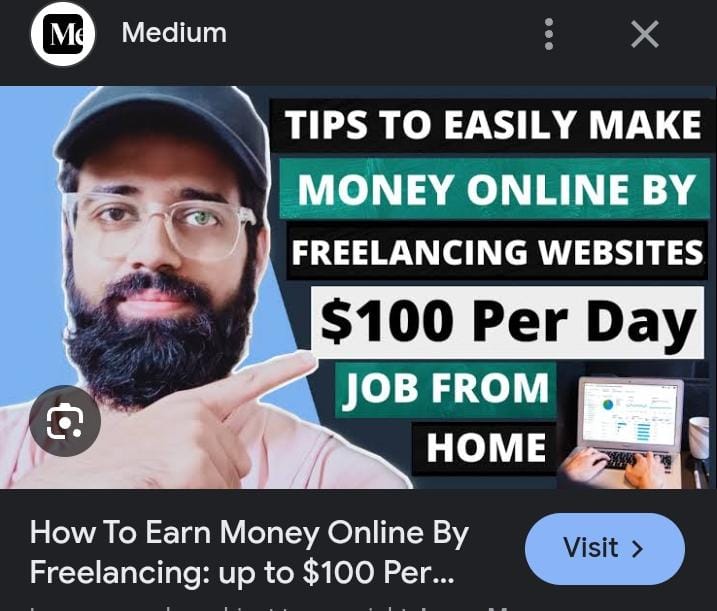 Me
Medium
TIPS TO EASILY MAKE
MONEY ONLINE BY
FREELANCING WEBSITES
$100 Per Day
JOB FROM
HOME
How To Earn Money Online By
Freelancing: up to $100 Per...
Visit >